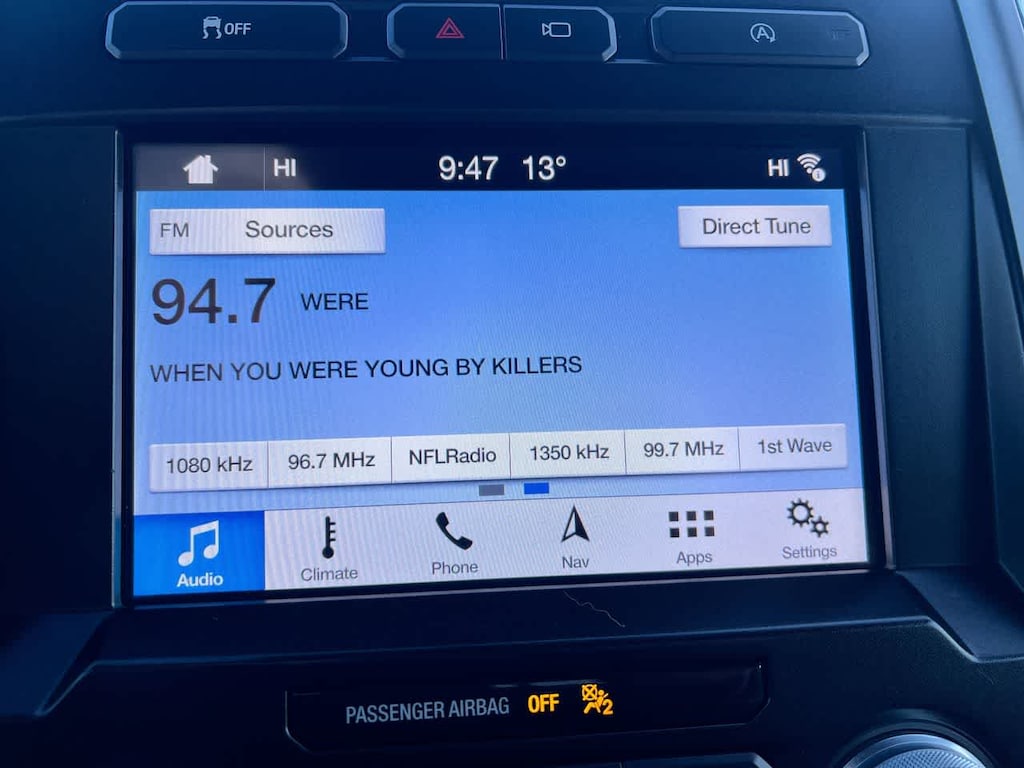 OFF
A
HI 9:47 13° HI
FM Sources Direct Tune
94.7 WERE
WHEN YOU WERE YOUNG BY KILLERS
1080 kHz 96.7 MHz NFLRadio 1350 kHz 99.7 MHz 1st Wave
Audio Climate Phone Nav Apps Settings
PASSENGER AIRBAG OFF 2